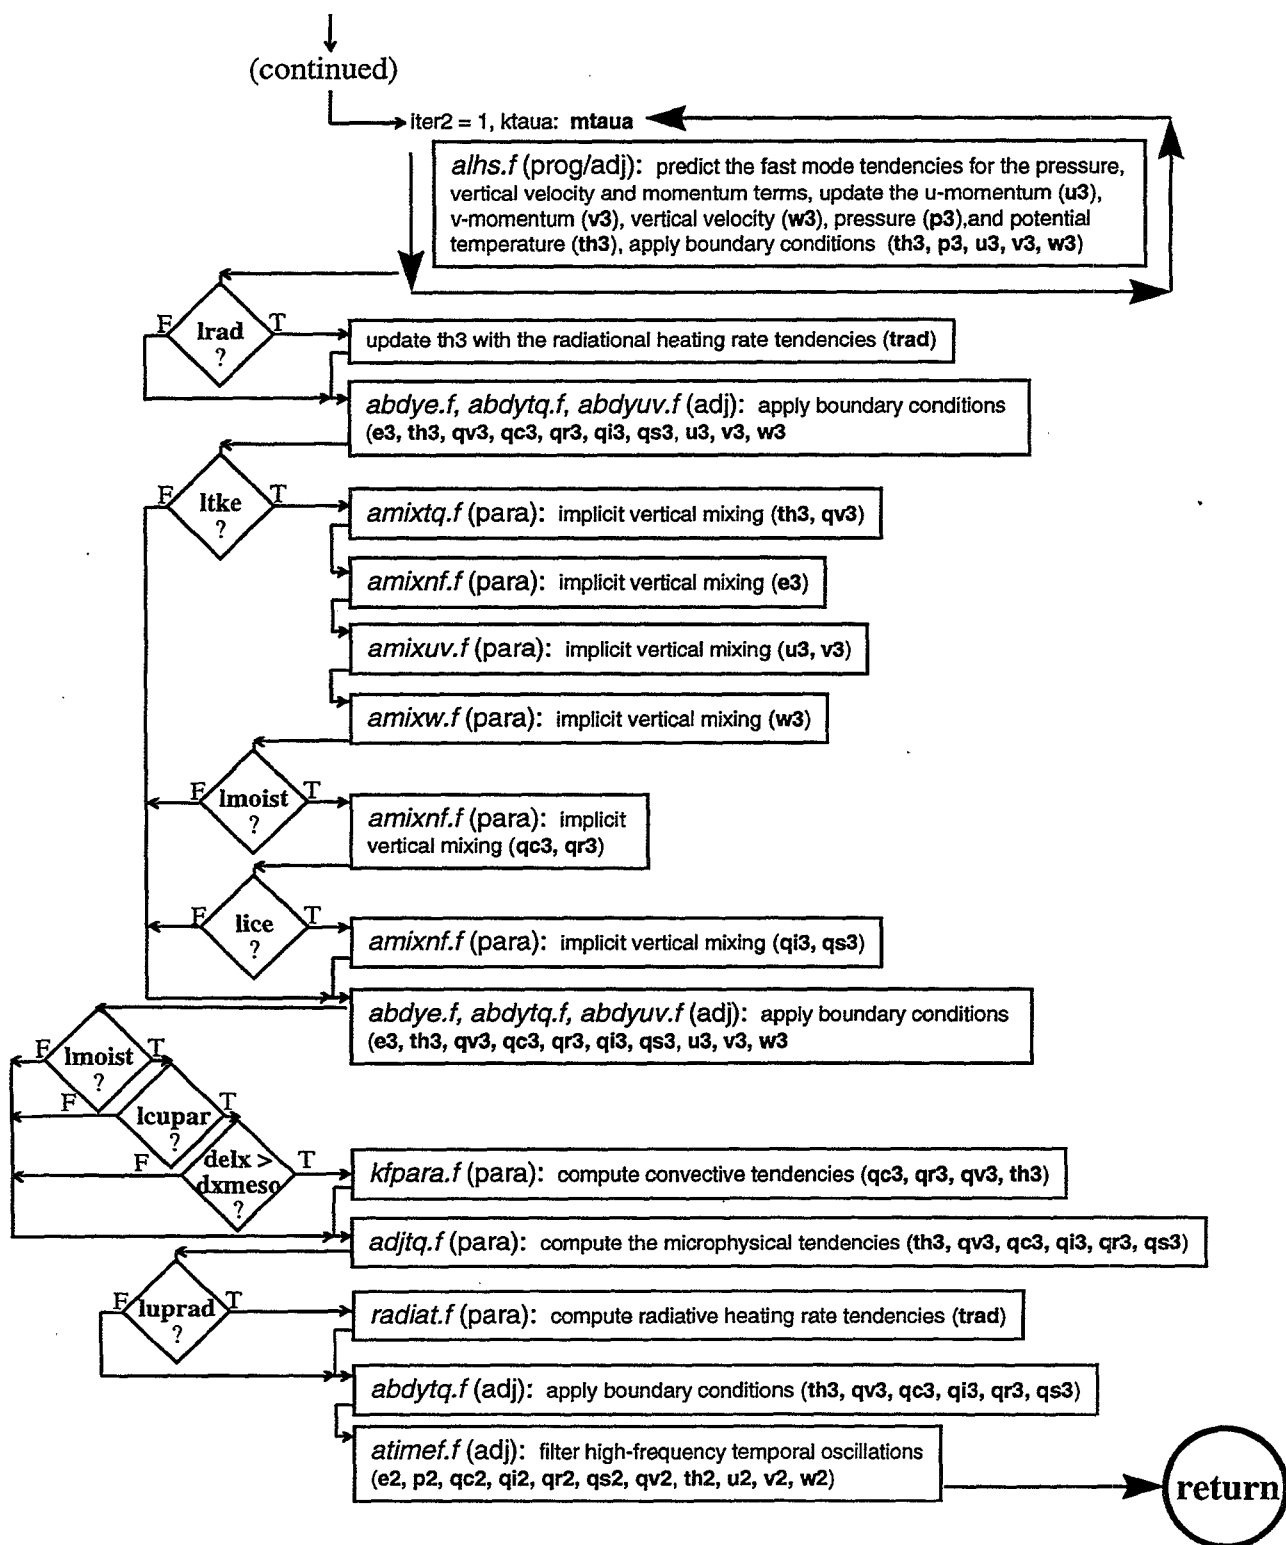 (continued)
iter2 = 1, ktaua: mtaua
alhs.f (prog/adj): predict the fast mode tendencies for the pressure,
vertical velocity and momentum terms, update the u-momentum (u3),
v-momentum (v3), vertical velocity (w3), pressure (p3),and potential
temperature (th3), apply boundary conditions (th3, p3, u3, v3, w3)
F
lrad
?
T
update th3 with the radiational heating rate tendencies (trad)
abdye.f, abdytq.f, abdyuv.f (adj): apply boundary conditions
(e3, th3, qv3, qc3, qr3, qi3, qs3, u3, v3, w3
F
ltke
?
T
amixtq.f (para): implicit vertical mixing (th3, qv3)
amixnf.f (para): implicit vertical mixing (e3)
amixuv.f (para): implicit vertical mixing (u3, v3)
amixw.f (para): implicit vertical mixing (w3)
F
lmoist
?
T
amixnf.f (para): implicit
vertical mixing (qc3, qr3)
F
lice
?
T
amixnf.f (para): implicit vertical mixing (qi3, qs3)
abdye.f, abdytq.f, abdyuv.f (adj): apply boundary conditions
(e3, th3, qv3, qc3, qr3, qi3, qs3, u3, v3, w3
F
lmoist
?
T
F
lcupar
?
T
F
delx >
dxmeso
?
T
kfpara.f (para): compute convective tendencies (qc3, qr3, qv3, th3)
adjtq.f (para): compute the microphysical tendencies (th3, qv3, qc3, qi3, qr3, qs3)
F
luprad
?
T
radiat.f (para): compute radiative heating rate tendencies (trad)
abdytq.f (adj): apply boundary conditions (th3, qv3, qc3, qi3, qr3, qs3)
atimef.f (adj): filter high-frequency temporal oscillations
(e2, p2, qc2, qi2, qr2, qs2, qv2, th2, u2, v2, w2)
return